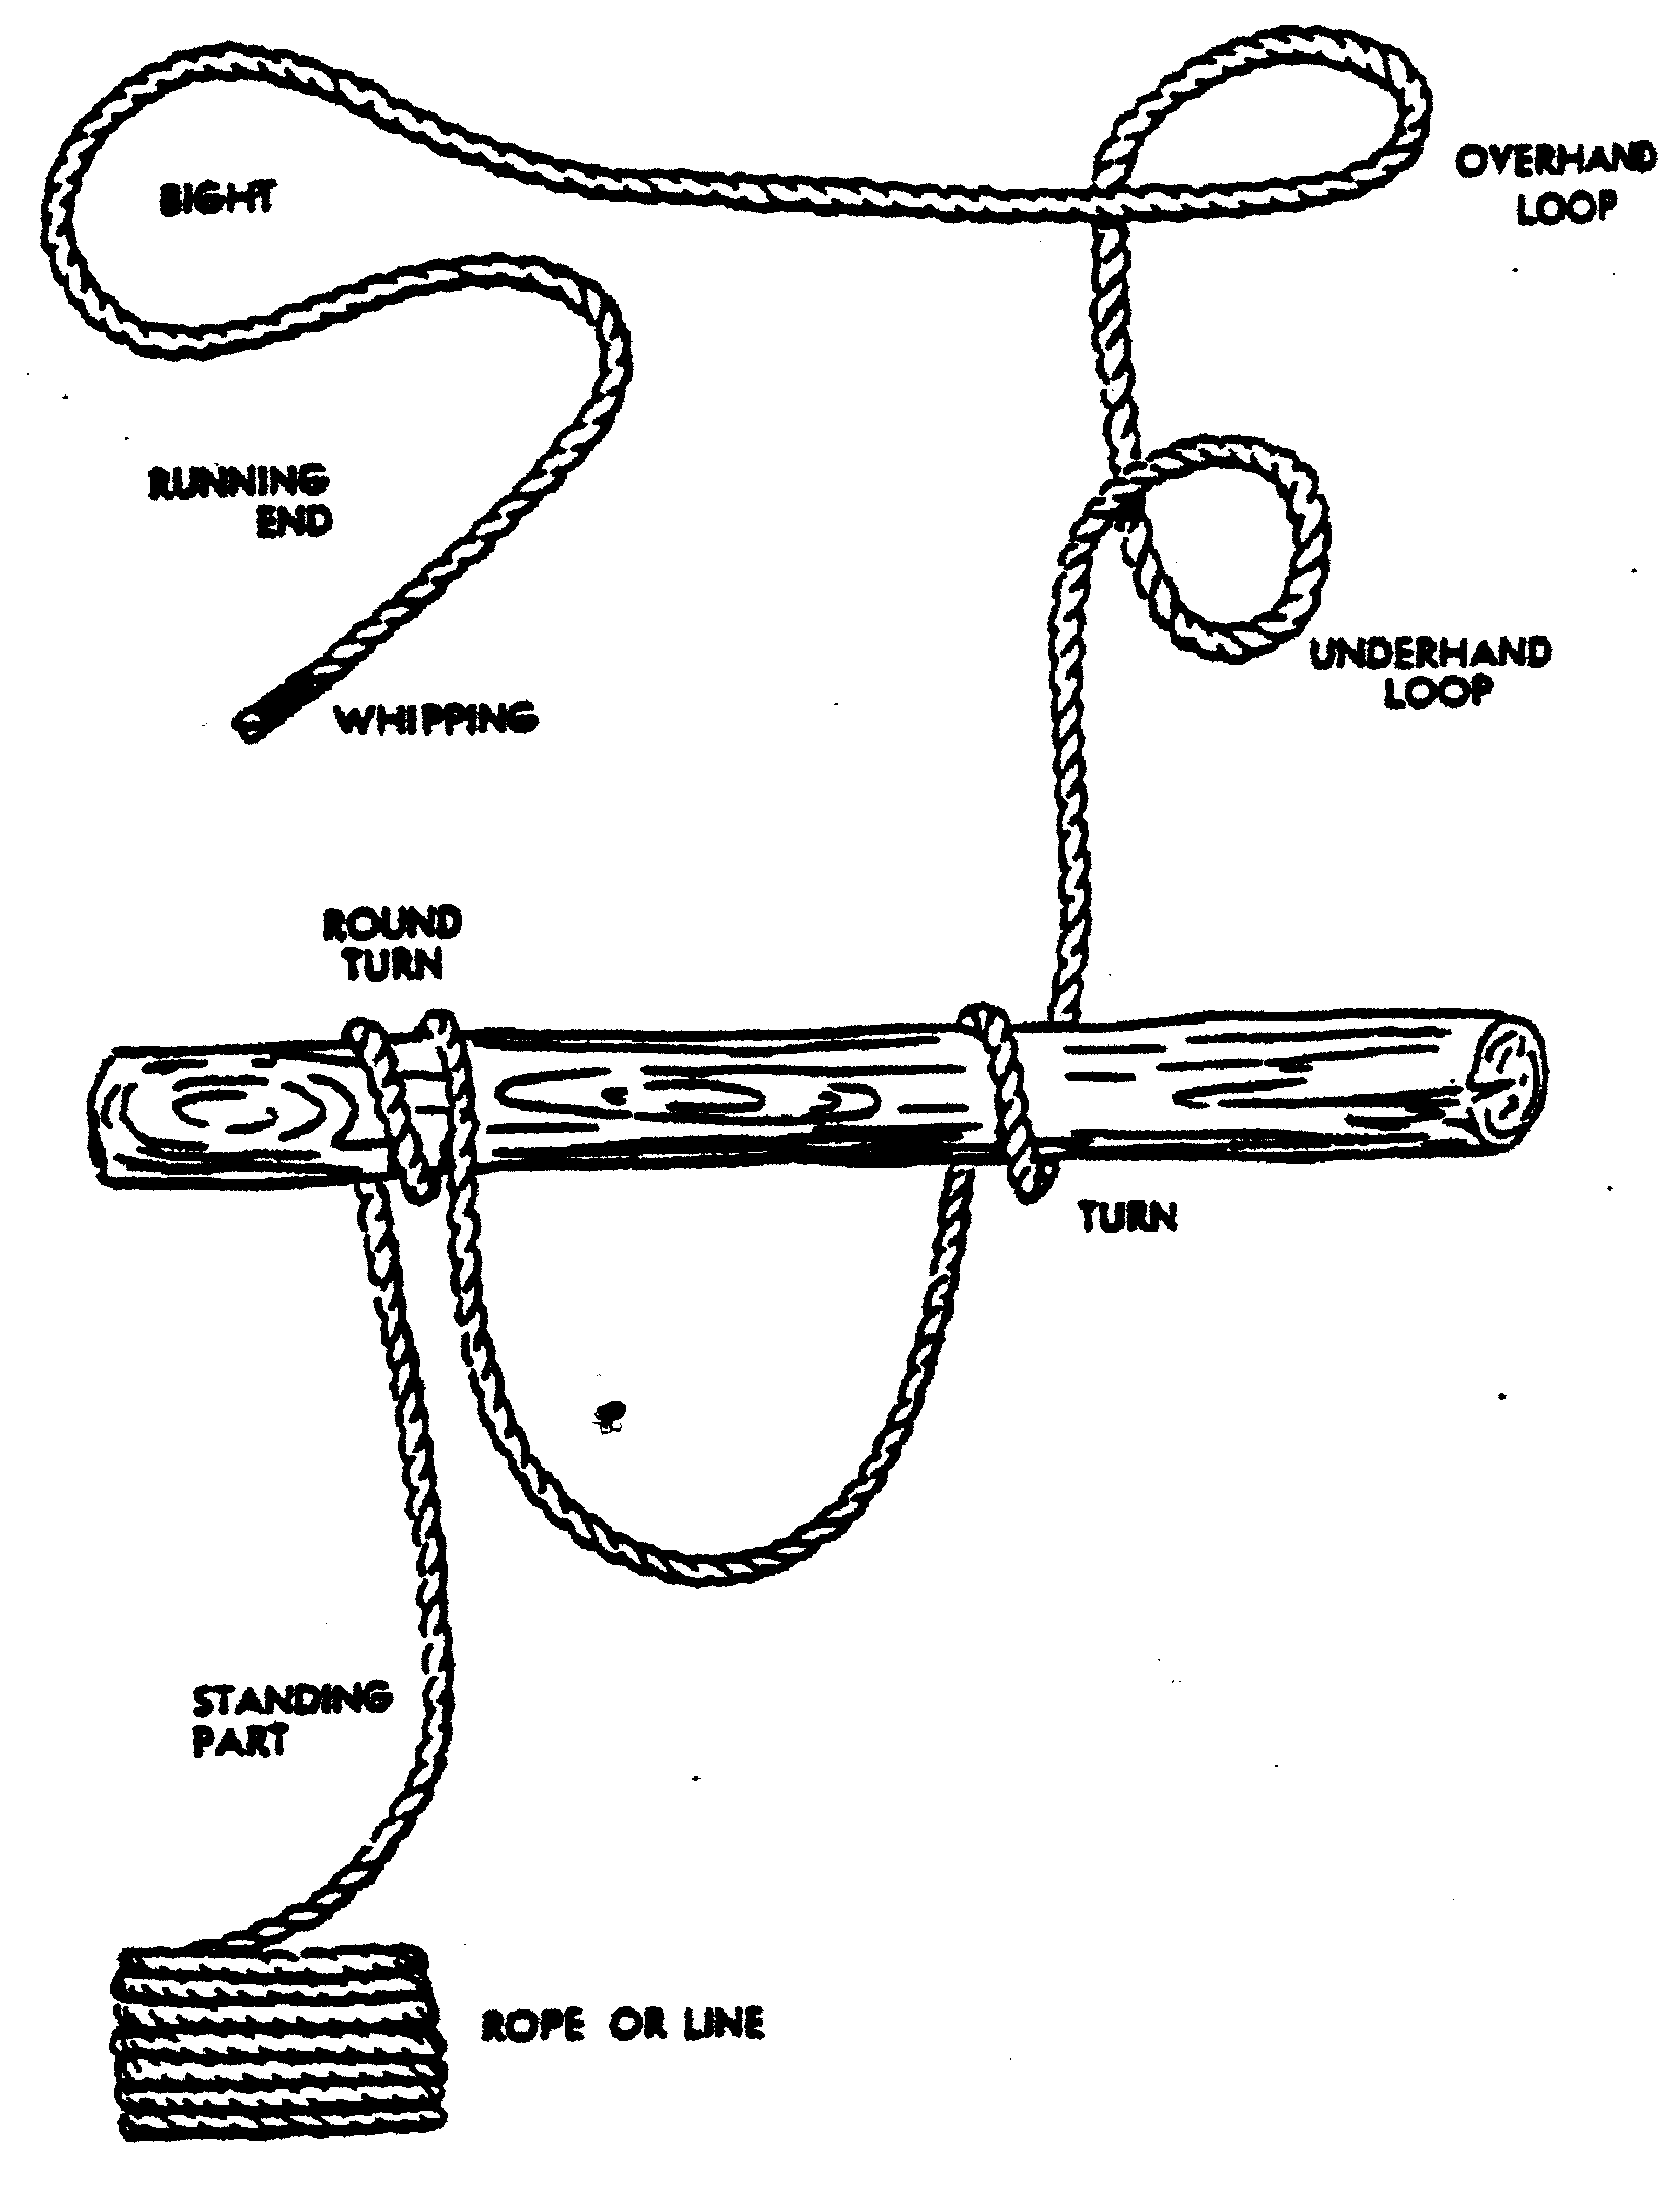 BIGHT
OVERHAND
LOOP
RUNNING
END
UNDERHAND
LOOP
WHIPPING
ROUND
TURN
TURN
STANDING
PART
ROPE OR LINE